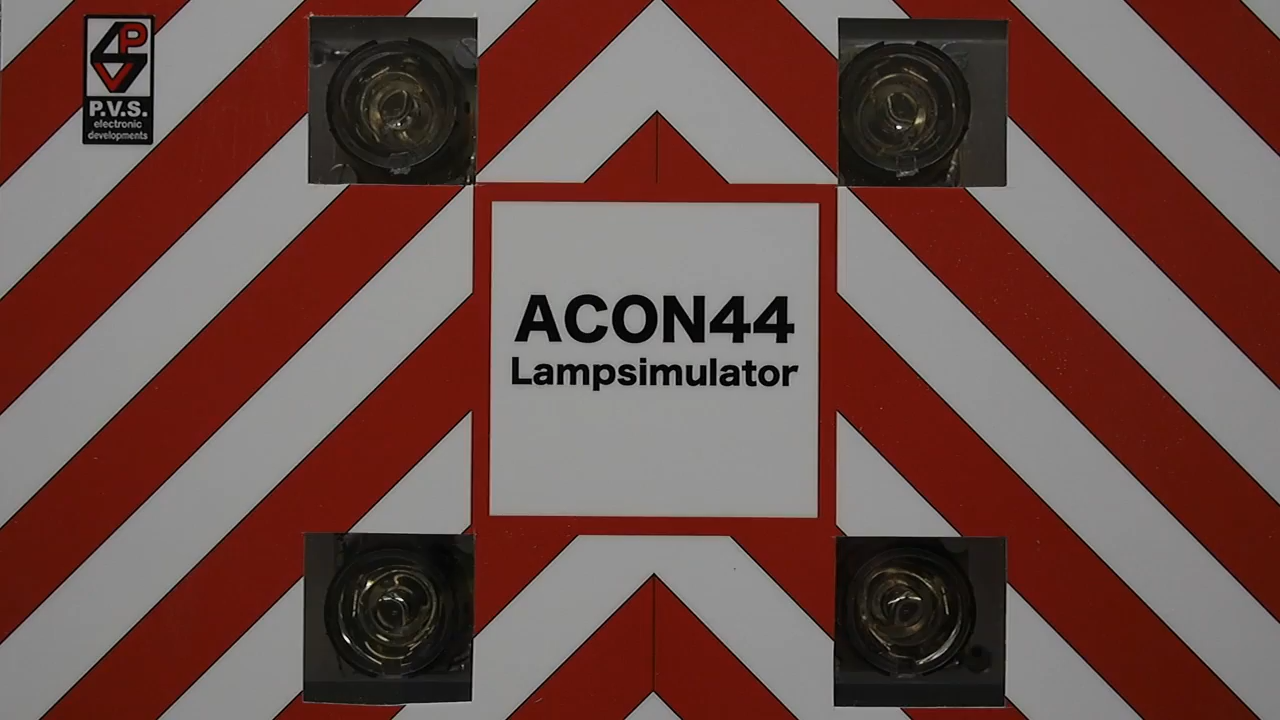 P.V.S.
electronic
developments
ACON44
Lampsimulator